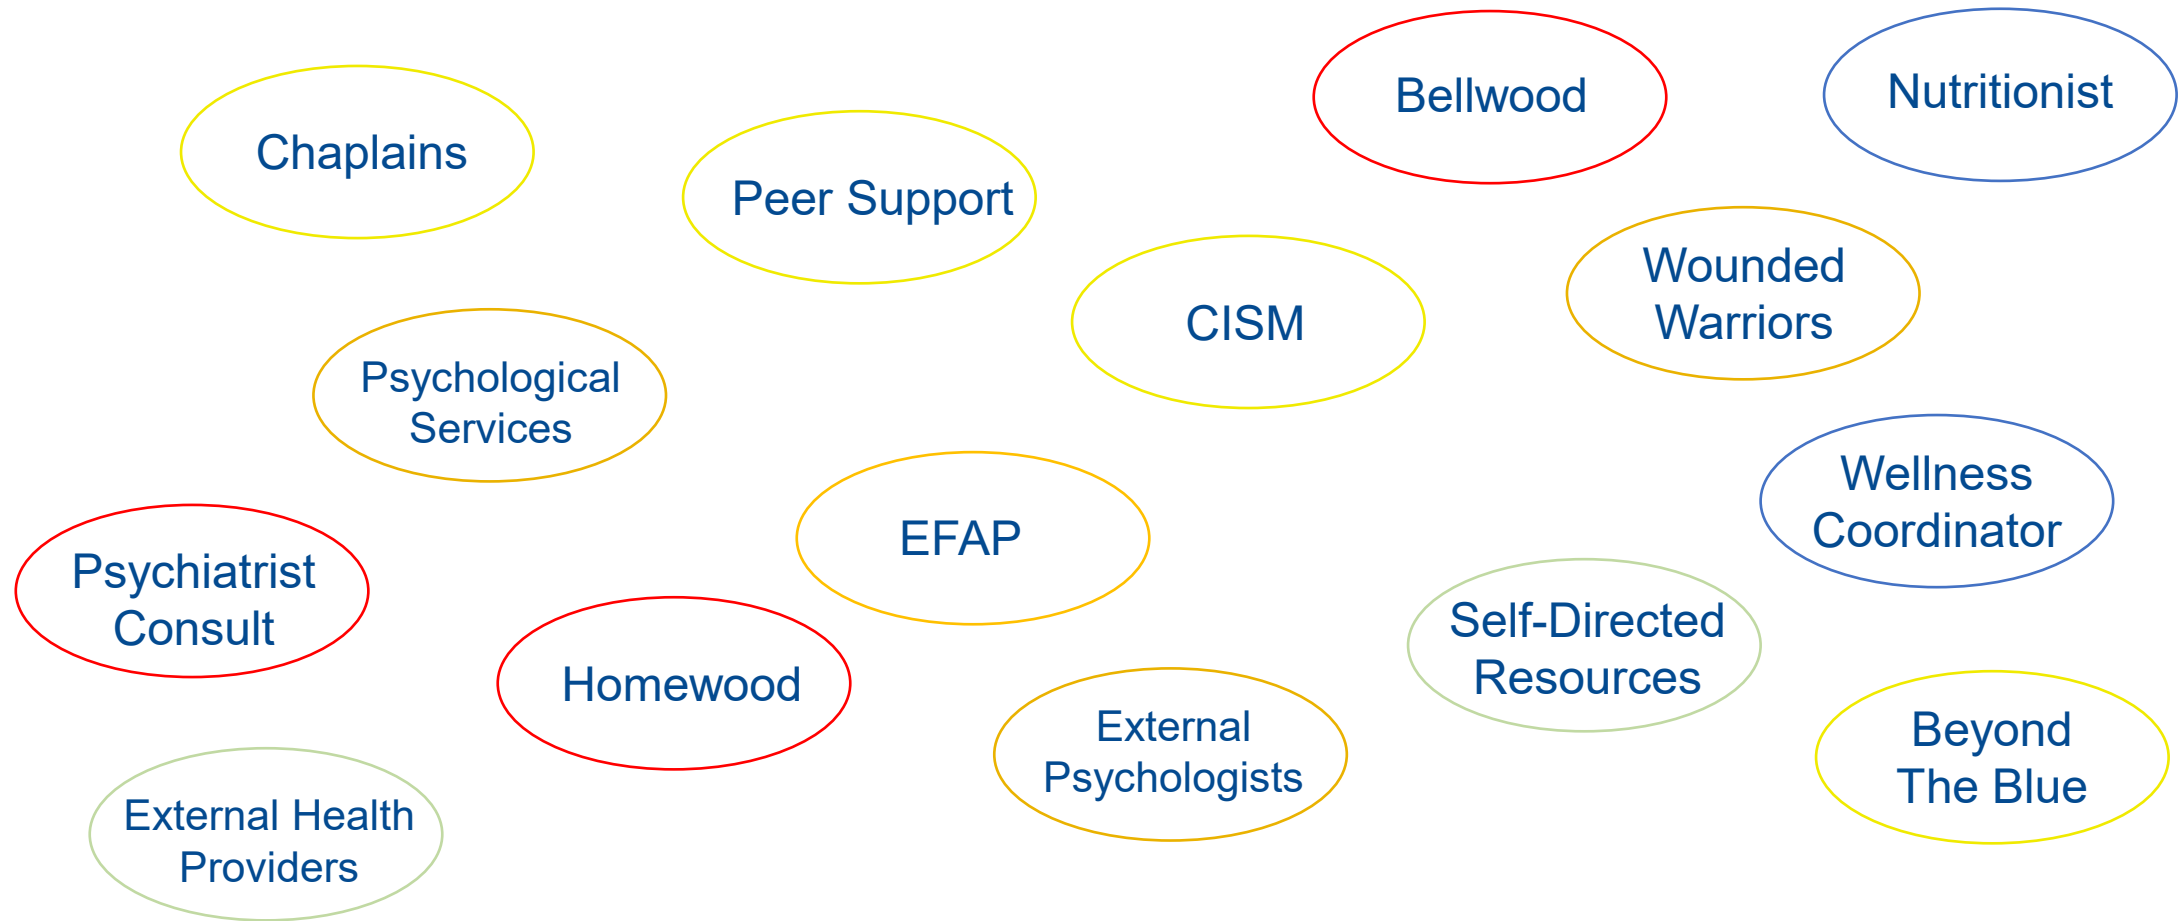 Bellwood
Nutritionist
Chaplains
Peer Support
Wounded
Warriors
CISM
Psychological
Services
Wellness
Coordinator
EFAP
Psychiatrist
Consult
Self-Directed
Resources
Homewood
External
Psychologists
Beyond
The Blue
External Health
Providers